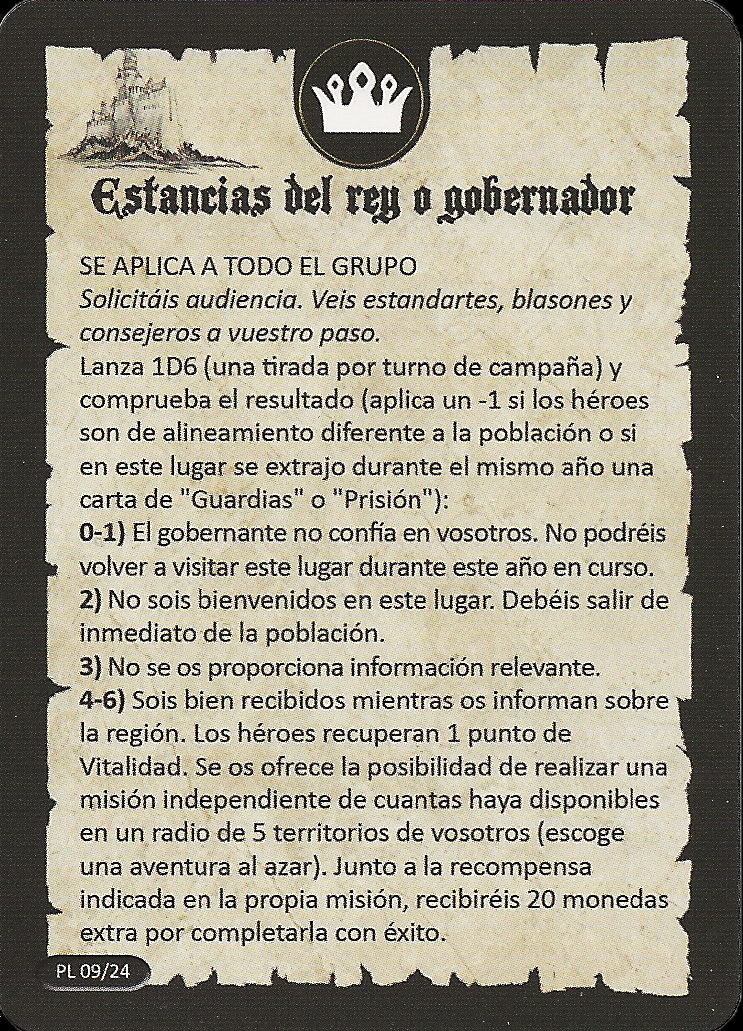 Estancias del rey o gobernador
SE APLICA A TODO EL GRUPO
Solicitáis audiencia. Veis estandartes, blasones y
consejeros a vuestro paso.
Lanza 1D6 (una tirada por turno de campaña) y
comprueba el resultado (aplica un -1 si los héroes
son de alineamiento diferente a la población o si
en este lugar se extrajo durante el mismo año una
carta de "Guardias" o "Prisión"):
0-1) El gobernante no confía en vosotros. No podréis
volver a visitar este lugar durante este año en curso.
2) No sois bienvenidos en este lugar. Debéis salir de
inmediato de la población.
3) No se os proporciona información relevante.
4-6) Sois bien recibidos mientras os informan sobre
la región. Los héroes recuperan 1 punto de
Vitalidad. Se os ofrece la posibilidad de realizar una
misión independiente de cuantas haya disponibles
en un radio de 5 territorios de vosotros (escoge
una aventura al azar). Junto a la recompensa
indicada en la propia misión, recibiréis 20 monedas
extra por completarla con éxito.
PL 09/24